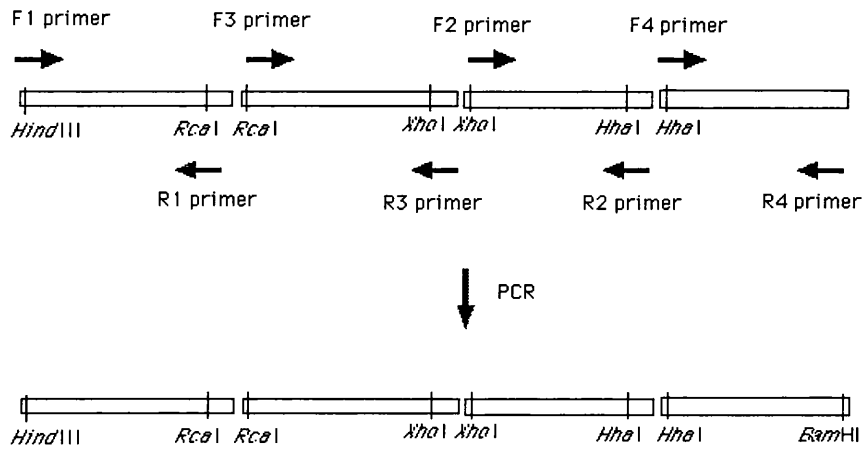 F1 primer F3 primer F2 primer F4 primer
HindIII RcaI RcaI XhoI XhoI HhaI HhaI
R1 primer R3 primer R2 primer R4 primer
PCR
HindIII RcaI RcaI XhoI XhoI HhaI HhaI BamHI